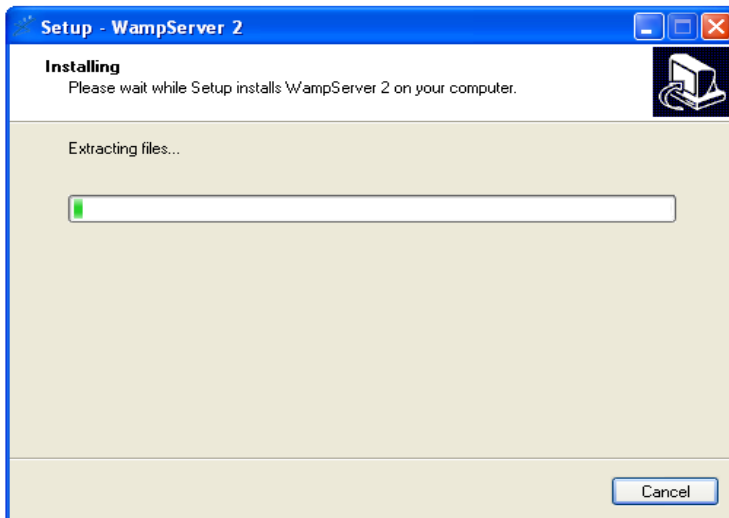 Setup - WampServer 2
Installing
Please wait while Setup installs WampServer 2 on your computer.
Extracting files...
Cancel